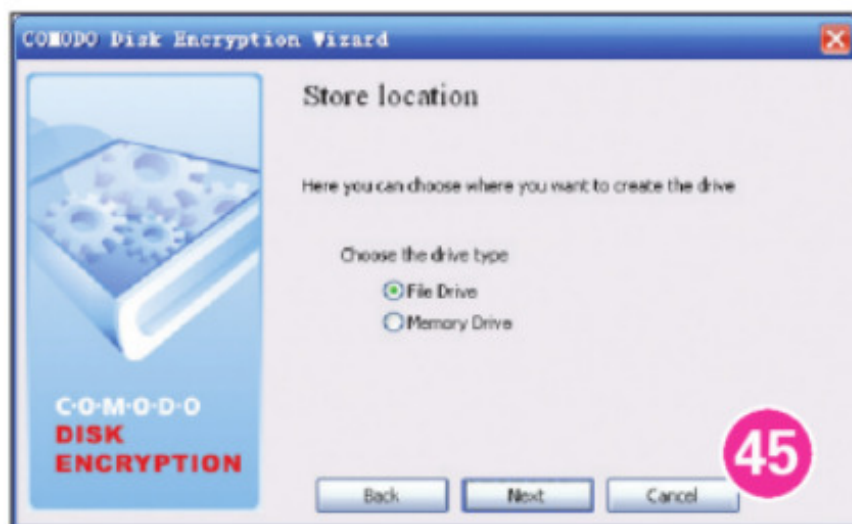 COMODO Disk Encryption Wizard
Store location
Here you can choose where you want to create the drive
Choose the drive type
File Drive
Memory Drive
C·O·M·O·D·O
DISK
ENCRYPTION
Back Next Cancel
45